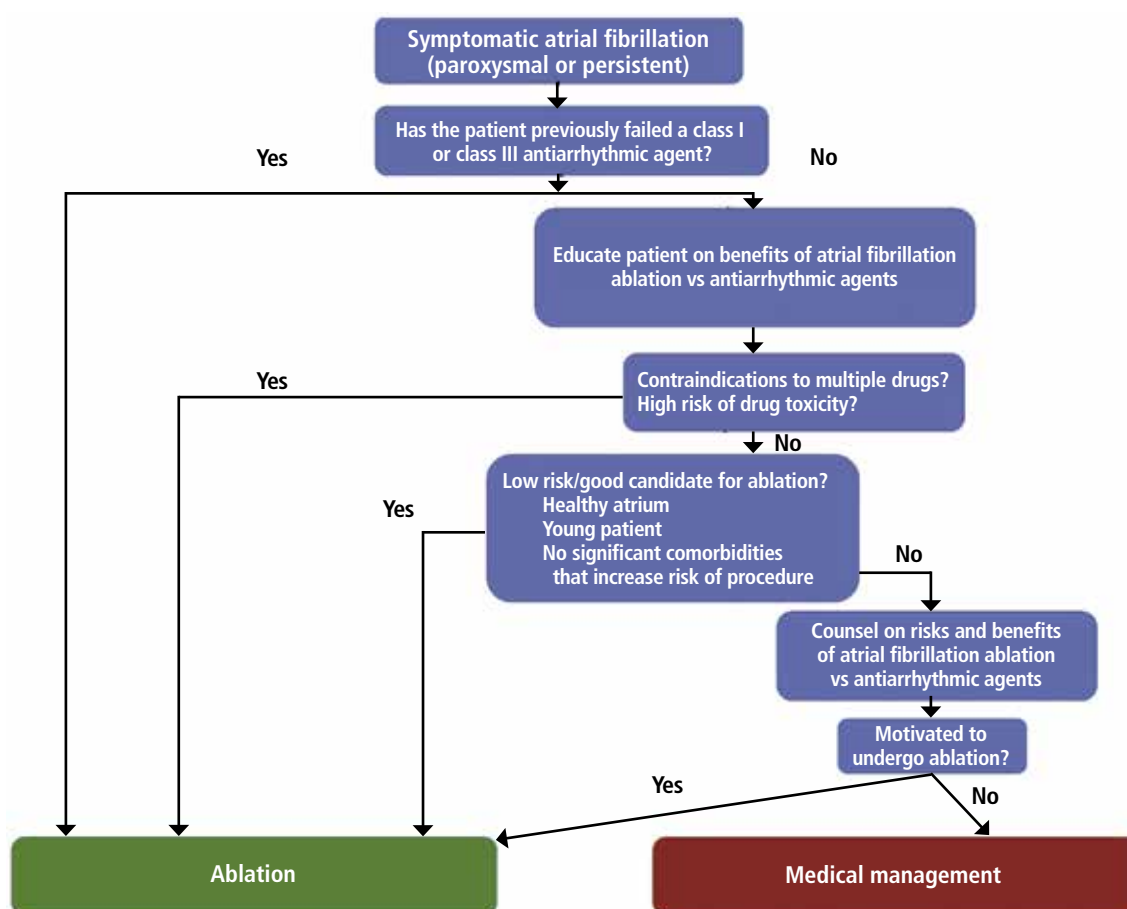 Symptomatic atrial fibrillation
(paroxysmal or persistent)
Has the patient previously failed a class I
or class III antiarrhythmic agent?
Yes
No
Educate patient on benefits of atrial fibrillation
ablation vs antiarrhythmic agents
Yes
Contraindications to multiple drugs?
High risk of drug toxicity?
No
Low risk/good candidate for ablation?
Healthy atrium
Young patient
No significant comorbidities
that increase risk of procedure
Yes
No
Counsel on risks and benefits
of atrial fibrillation ablation
vs antiarrhythmic agents
Motivated to
undergo ablation?
Yes
No
Ablation
Medical management